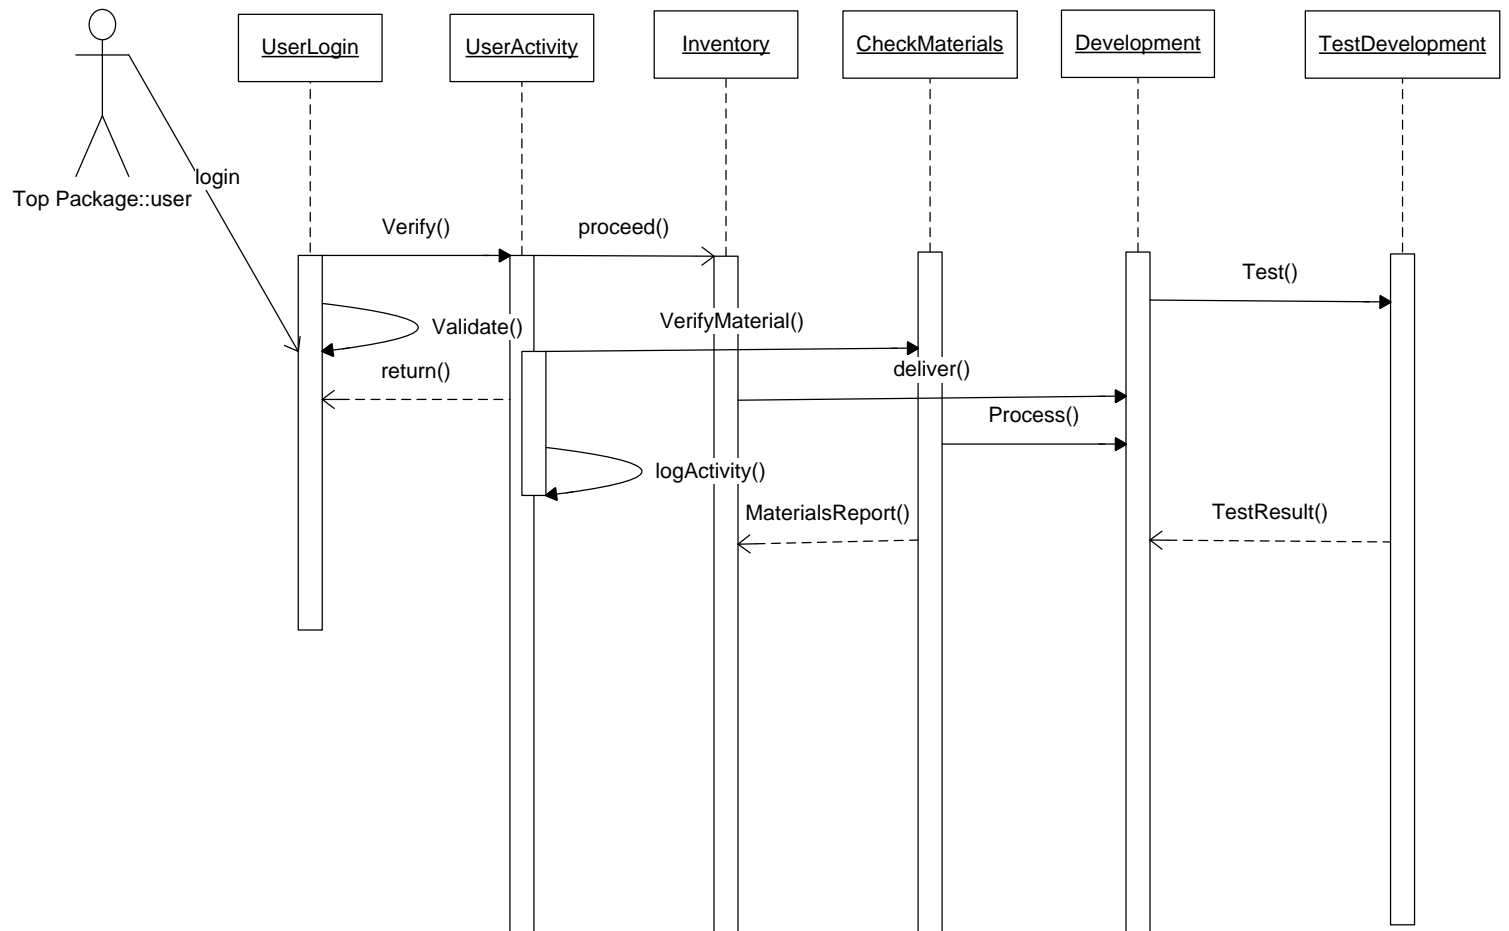 UserLogin
UserActivity
Inventory
CheckMaterials
Development
TestDevelopment
login
Top Package::user
Verify()
proceed()
Test()
Validate()
VerifyMaterial()
return()
deliver()
Process()
logActivity()
MaterialsReport()
TestResult()